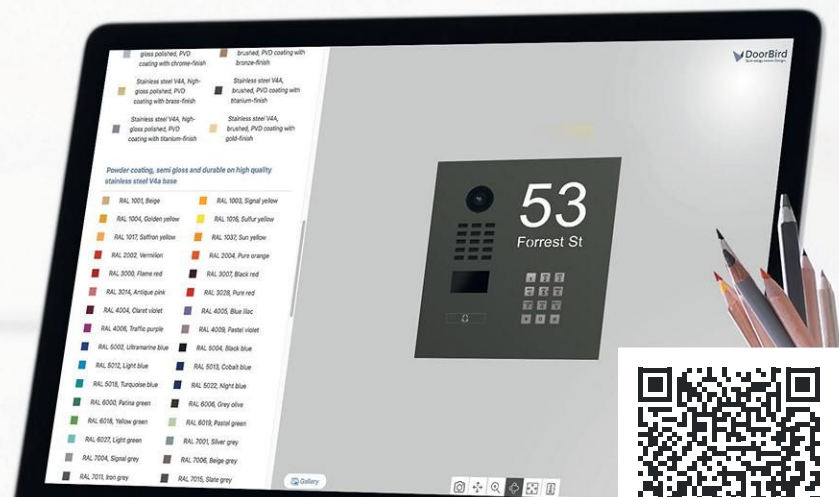 gloss polished, PVD
coating with chrome-finish
brushed, PVD coating with
bronze-finish
Stainless steel V4A, high-
gloss polished, PVD
coating with brass-finish
Stainless steel V4A,
brushed, PVD coating with
titanium-finish
Stainless steel V4A, high-
gloss polished, PVD
coating with titanium-finish
Stainless steel V4A,
brushed, PVD coating with
gold-finish
Powder coating, semi gloss and durable on high quality
stainless steel V4a base
RAL 1001, Beige
RAL 1003, Signal yellow
RAL 1004, Golden yellow
RAL 1016, Sulfur yellow
RAL 1017, Saffron yellow
RAL 1037, Sun yellow
RAL 2002, Vermilion
RAL 2004, Pure orange
RAL 3000, Flame red
RAL 3007, Black red
RAL 3014, Antique pink
RAL 3028, Pure red
RAL 4004, Claret violet
RAL 4005, Blue lilac
RAL 4006, Traffic purple
RAL 4009, Pastel violet
RAL 5002, Ultramarine blue
RAL 5004, Black blue
RAL 5012, Light blue
RAL 5013, Cobalt blue
RAL 5018, Turquoise blue
RAL 5022, Night blue
RAL 6000, Patina green
RAL 6006, Grey olive
RAL 6018, Yellow green
RAL 6019, Pastel green
RAL 6027, Light green
RAL 7001, Silver grey
RAL 7004, Signal grey
RAL 7006, Beige grey
RAL 7011, Iron grey
RAL 7015, Slate grey
DoorBird
53
Forrest St
Gallery